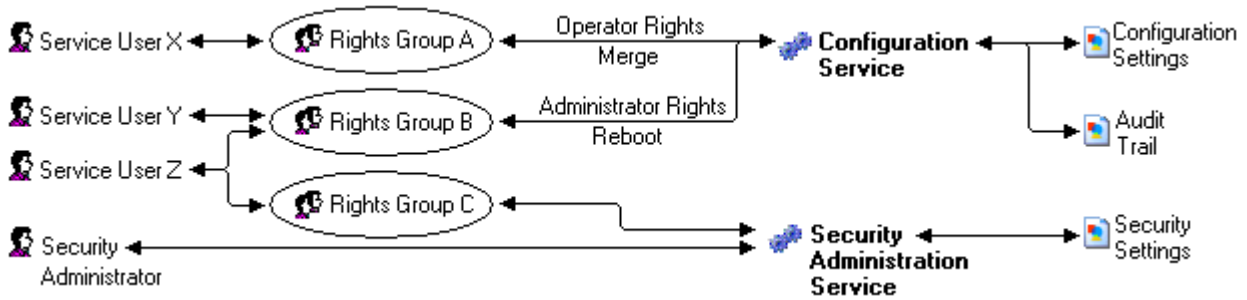 Service User X
Rights Group A
Operator Rights
Merge
Configuration
Service
Configuration
Settings
Service User Y
Rights Group B
Administrator Rights
Reboot
Audit
Trail
Service User Z
Rights Group C
Security
Administrator
Security
Administration
Service
Security
Settings